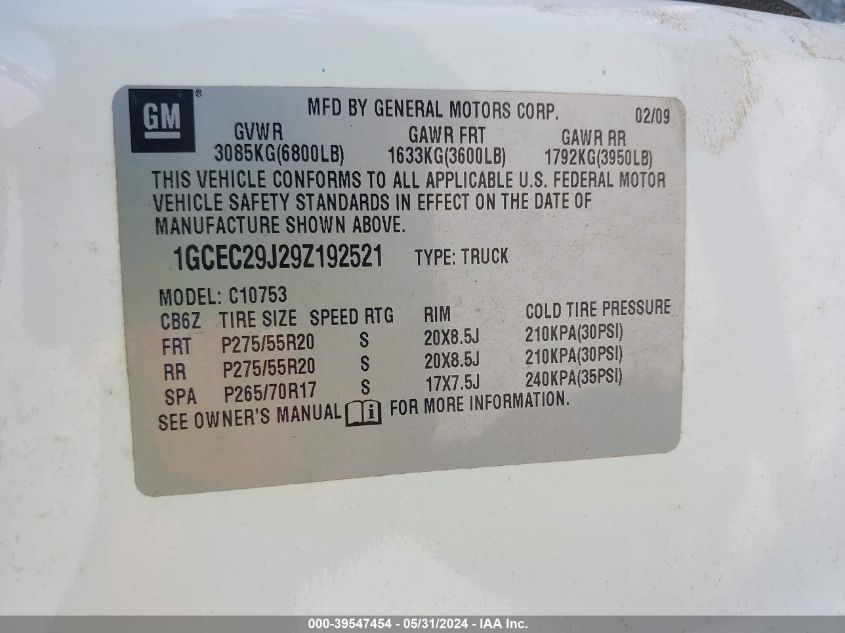 GM ®
MFD BY GENERAL MOTORS CORP. 02/09
GVWR GAWR FRT GAWR RR
3085KG(6800LB) 1633KG(3600LB) 1792KG(3950LB)
THIS VEHICLE CONFORMS TO ALL APPLICABLE U.S. FEDERAL MOTOR
VEHICLE SAFETY STANDARDS IN EFFECT ON THE DATE OF
MANUFACTURE SHOWN ABOVE.
1GCEC29J29Z192521 TYPE: TRUCK
MODEL: C10753
CB6Z TIRE SIZE SPEED RTG RIM COLD TIRE PRESSURE
FRT P275/55R20 S 20X8.5J 210KPA(30PSI)
RR P275/55R20 S 20X8.5J 210KPA(30PSI)
SPA P265/70R17 S 17X7.5J 240KPA(35PSI)
SEE OWNER'S MANUAL i FOR MORE INFORMATION.
000-39547454 - 05/31/2024 - IAA Inc.